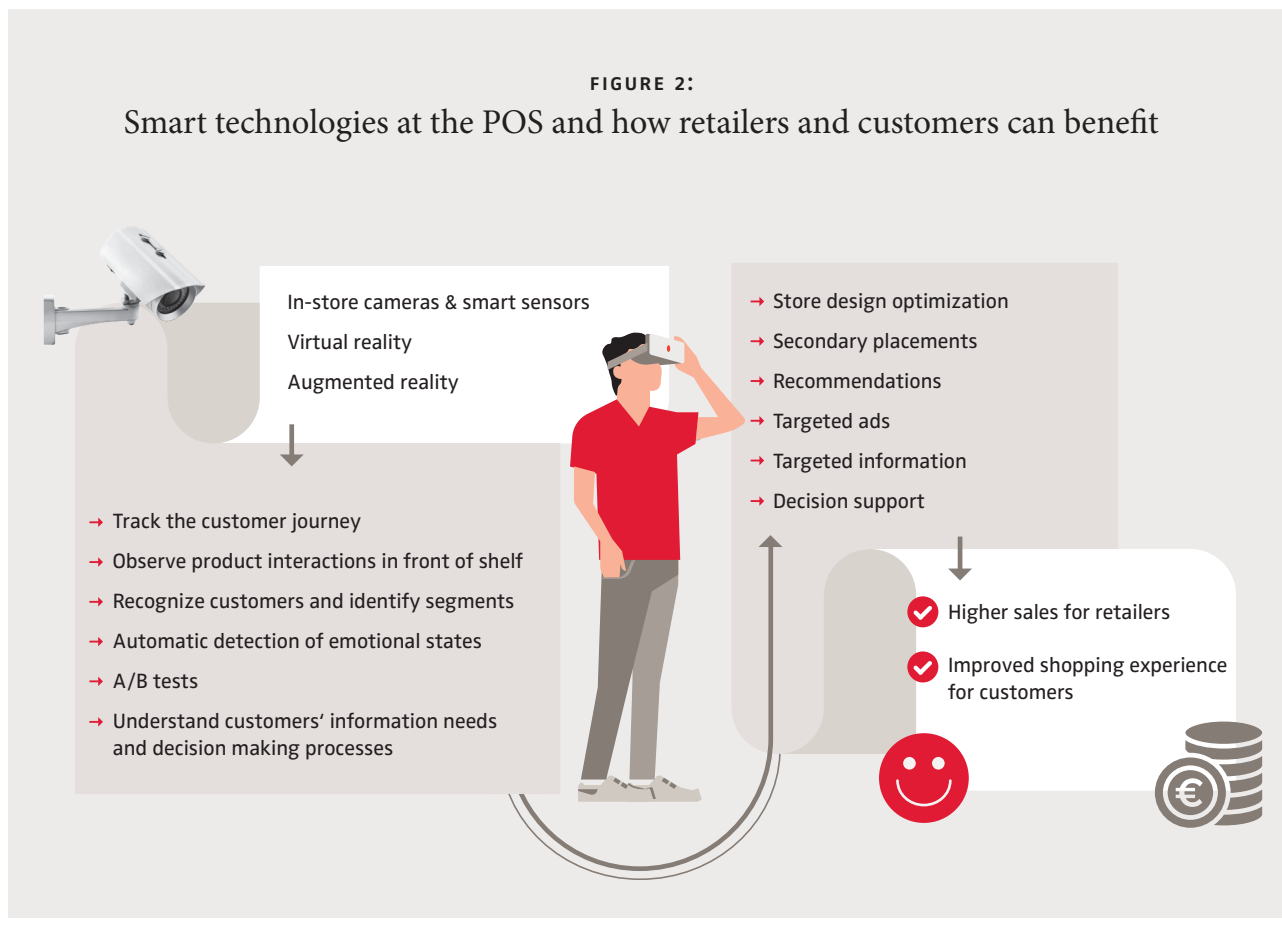 FIGURE 2:
Smart technologies at the POS and how retailers and customers can benefit
In-store cameras & smart sensors
Virtual reality
Augmented reality
→ Track the customer journey
→ Observe product interactions in front of shelf
→ Recognize customers and identify segments
→ Automatic detection of emotional states
→ A/B tests
→ Understand customers‘ information needs
and decision making processes
→ Store design optimization
→ Secondary placements
→ Recommendations
→ Targeted ads
→ Targeted information
→ Decision support
Higher sales for retailers
Improved shopping experience
for customers
€